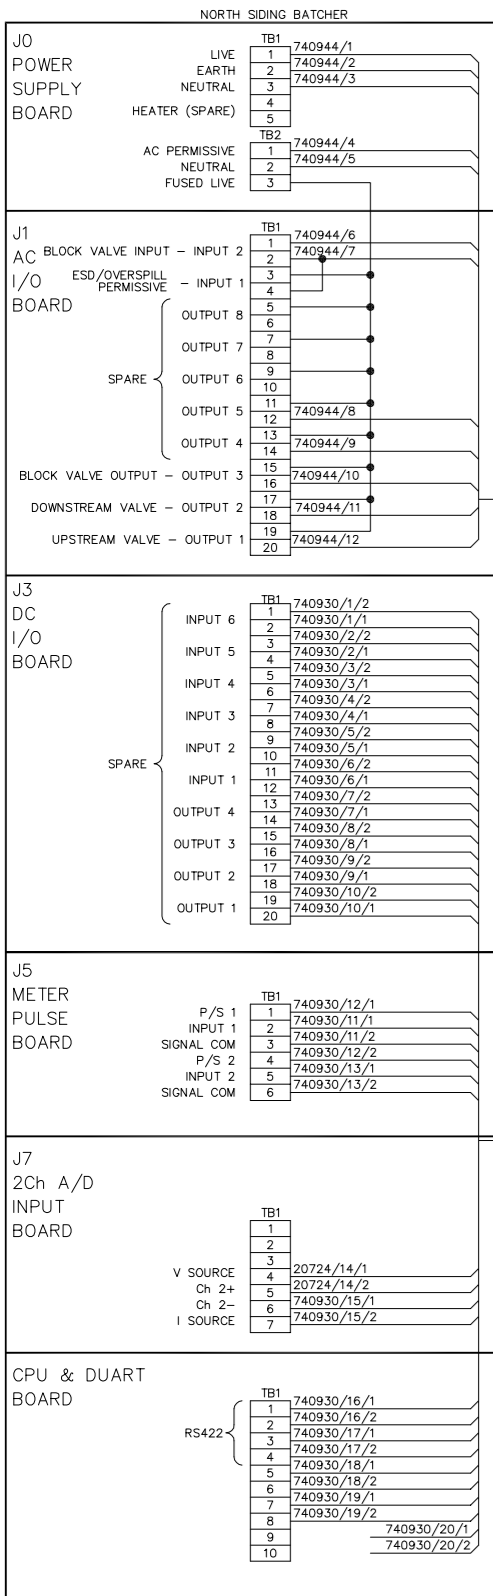 NORTH SIDING BATCHER
J0
POWER
SUPPLY
BOARD
TB1
LIVE 1 740944/1
EARTH 2 740944/2
NEUTRAL 3 740944/3
HEATER (SPARE) 4
5
TB2
AC PERMISSIVE 1 740944/4
NEUTRAL 2 740944/5
FUSED LIVE 3
J1
AC
I/O
BOARD
TB1
BLOCK VALVE INPUT – INPUT 2
1 740944/6
2 740944/7
ESD/OVERSPILL
PERMISSIVE – INPUT 1
3
4
SPARE
OUTPUT 8
5
6
OUTPUT 7
7
8
OUTPUT 6
9
10
OUTPUT 5
11
12 740944/8
OUTPUT 4
13
14 740944/9
BLOCK VALVE OUTPUT – OUTPUT 3
15
16 740944/10
DOWNSTREAM VALVE – OUTPUT 2
17
18 740944/11
UPSTREAM VALVE – OUTPUT 1
19
20 740944/12
J3
DC
I/O
BOARD
SPARE
TB1
INPUT 6
1 740930/1/2
2 740930/1/1
INPUT 5
3 740930/2/2
4 740930/2/1
INPUT 4
5 740930/3/2
6 740930/3/1
INPUT 3
7 740930/4/2
8 740930/4/1
INPUT 2
9 740930/5/2
10 740930/5/1
INPUT 1
11 740930/6/2
12 740930/6/1
OUTPUT 4
13 740930/7/2
14 740930/7/1
OUTPUT 3
15 740930/8/2
16 740930/8/1
OUTPUT 2
17 740930/9/2
18 740930/9/1
OUTPUT 1
19 740930/10/2
20 740930/10/1
J5
METER
PULSE
BOARD
TB1
P/S 1 1 740930/12/1
INPUT 1 2 740930/11/1
SIGNAL COM 3 740930/11/2
P/S 2 4 740930/12/2
INPUT 2 5 740930/13/1
SIGNAL COM 6 740930/13/2
J7
2Ch A/D
INPUT
BOARD
TB1
1
2
3
V SOURCE 4 20724/14/1
Ch 2+ 5 20724/14/2
Ch 2– 6 740930/15/1
I SOURCE 7 740930/15/2
CPU & DUART
BOARD
RS422
TB1
1 740930/16/1
2 740930/16/2
3 740930/17/1
4 740930/17/2
5 740930/18/1
6 740930/18/2
7 740930/19/1
8 740930/19/2
9 740930/20/1
10 740930/20/2